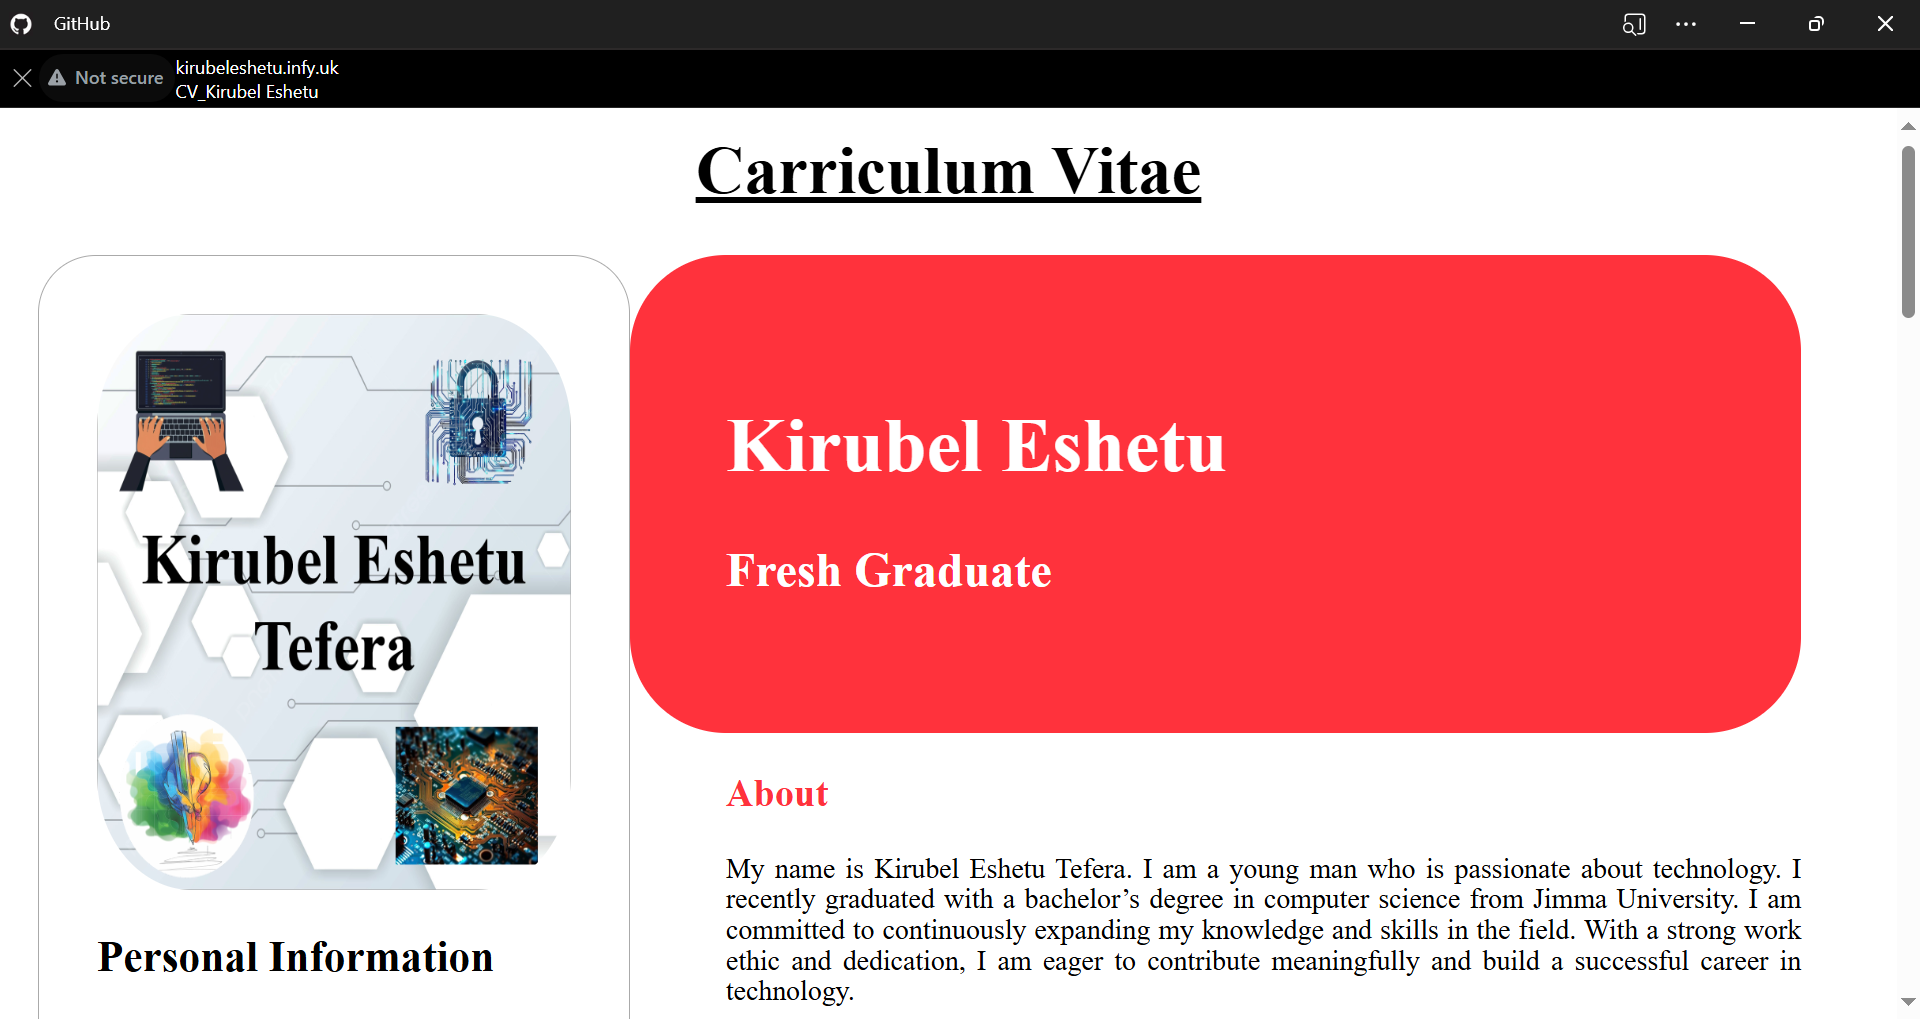 GitHub
Not secure
kirubeleshetu.infy.uk
CV_Kirubel Eshetu
Carriculum Vitae
Kirubel Eshetu
Tefera
Personal Information
Kirubel Eshetu
Fresh Graduate
About
My name is Kirubel Eshetu Tefera. I am a young man who is passionate about technology. I
recently graduated with a bachelor’s degree in computer science from Jimma University. I am
committed to continuously expanding my knowledge and skills in the field. With a strong work
ethic and dedication, I am eager to contribute meaningfully and build a successful career in
technology.